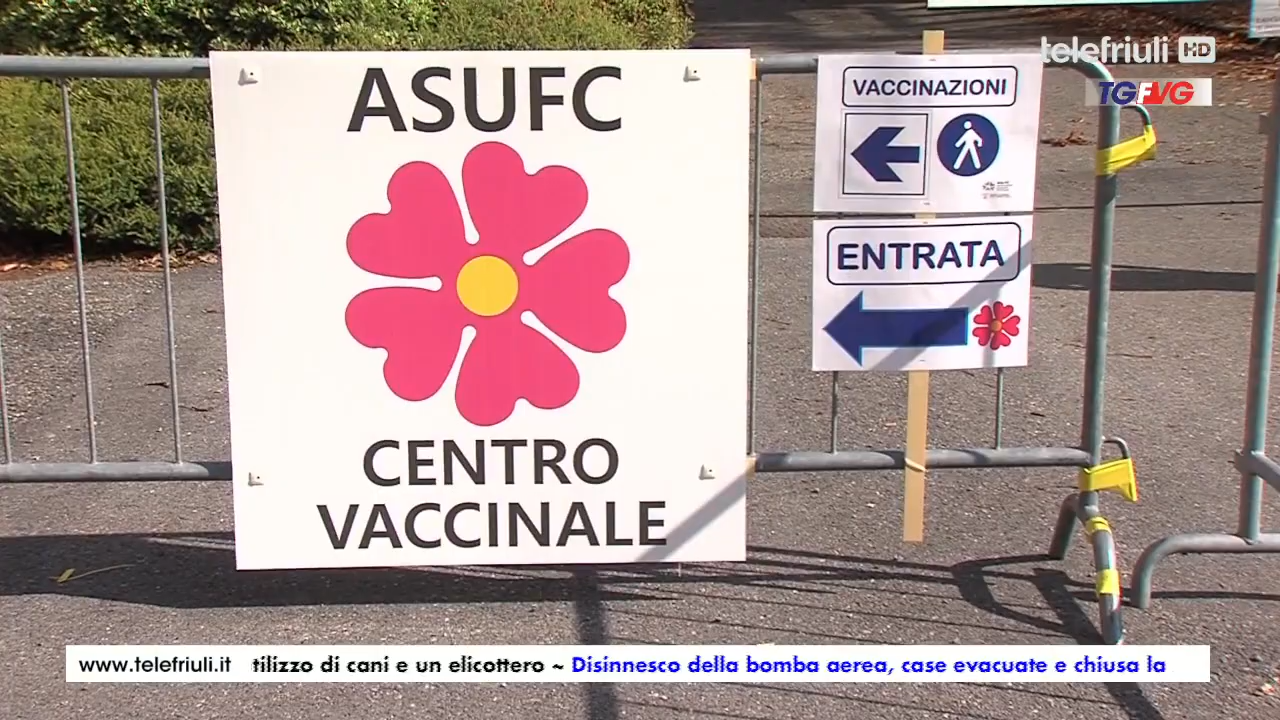 telefriuli HD
TGFVG
ASUFC
CENTRO
VACCINALE
VACCINAZIONI
ENTRATA
www.telefriuli.it tilizzo di cani e un elicottero ~ Disinnesco della bomba aerea, case evacuate e chiusa la